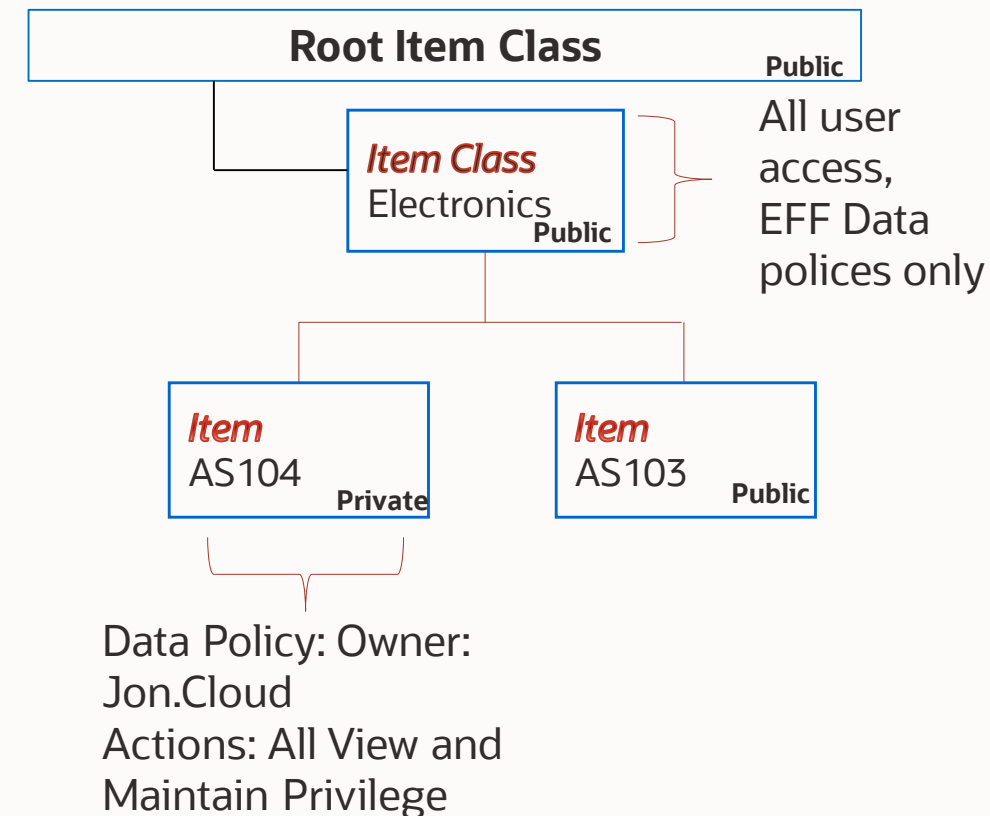 Root Item Class
Public
Item Class
Electronics
Public
All user
access,
EFF Data
polices only
Item
AS104
Private
Item
AS103
Public
Data Policy: Owner:
Jon.Cloud
Actions: All View and
Maintain Privilege